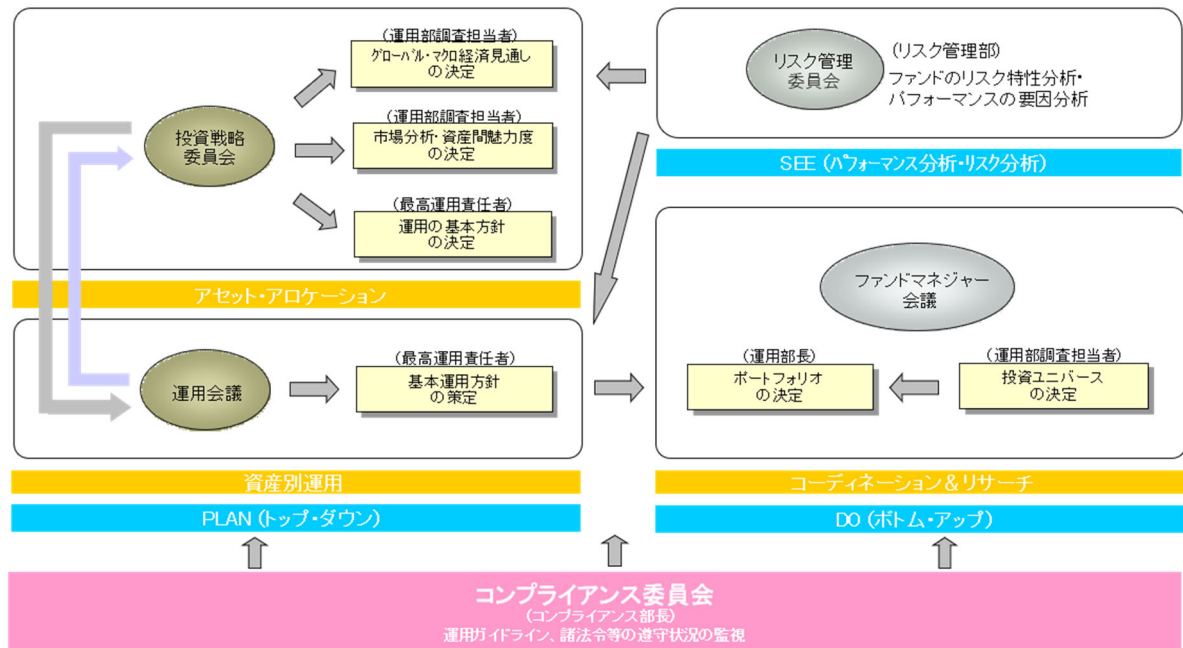 (運用部調査担当者)
グローバル・マクロ経済見通し
の決定
投資戦略
委員会
(運用部調査担当者)
市場分析・資産間魅力度
の決定
(最高運用責任者)
運用の基本方針
の決定
アセット・アロケーション
リスク管理
委員会
(リスク管理部)
ファンドのリスク特性分析・
パフォーマンスの要因分析
SEE (パフォーマンス分析・リスク分析)
運用会議
(最高運用責任者)
基本運用方針
の策定
資産別運用
PLAN (トップ・ダウン)
ファンドマネジャー
会議
(運用部長)
ポートフォリオ
の決定
(運用部調査担当者)
投資ユニバース
の決定
コーディネーション&リサーチ
DO (ボトム・アップ)
コンプライアンス委員会
(コンプライアンス部長)
運用ガイドライン、諸法令等の遵守状況の監視